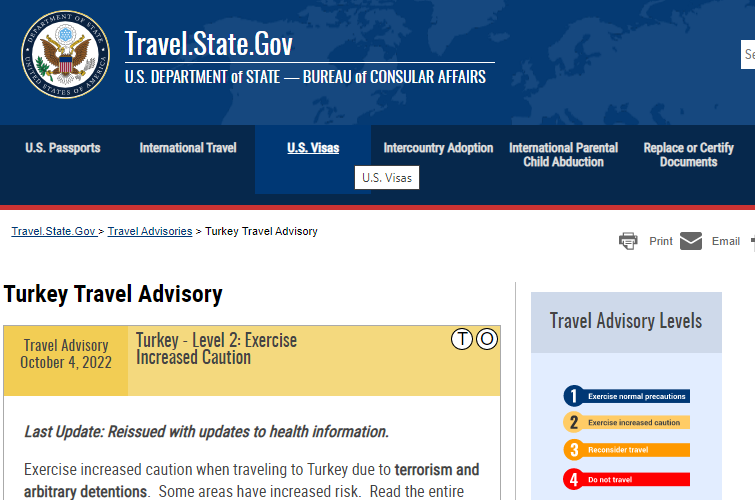 DEPARTMENT OF STATE
UNITED STATES OF AMERICA
Travel.State.Gov
U.S. DEPARTMENT of STATE — BUREAU of CONSULAR AFFAIRS
Se
U.S. Passports
International Travel
U.S. Visas
Intercountry Adoption
International Parental
Child Abduction
Replace or Certify
Documents
U.S. Visas
Travel.State.Gov > Travel Advisories > Turkey Travel Advisory
Print
Email
Turkey Travel Advisory
Travel Advisory
October 4, 2022
Turkey - Level 2: Exercise
Increased Caution
T O
Last Update: Reissued with updates to health information.
Exercise increased caution when traveling to Turkey due to terrorism and
arbitrary detentions. Some areas have increased risk. Read the entire
Travel Advisory Levels
1 Exercise normal precautions
2 Exercise increased caution
3 Reconsider travel
4 Do not travel